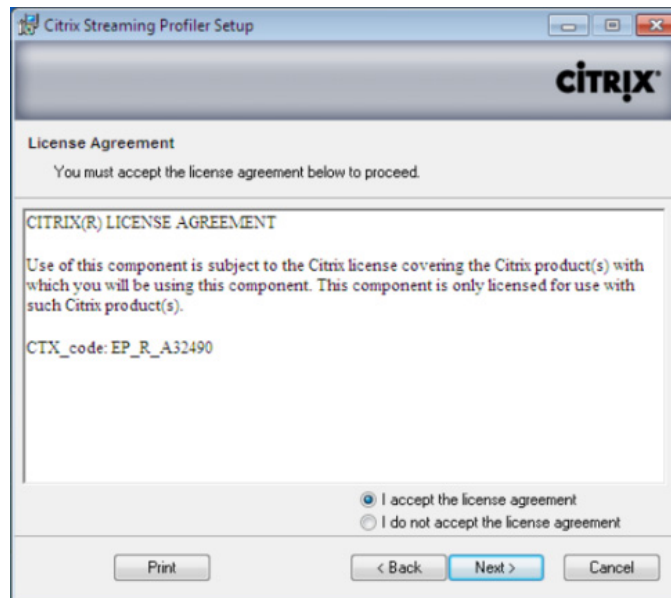 Citrix Streaming Profiler Setup
CITRIX
License Agreement
You must accept the license agreement below to proceed.
CITRIX(R) LICENSE AGREEMENT
Use of this component is subject to the Citrix license covering the Citrix product(s) with
which you will be using this component. This component is only licensed for use with
such Citrix product(s).
CTX_code: EP_R_A32490
I accept the license agreement
I do not accept the license agreement
Print
< Back
Next >
Cancel